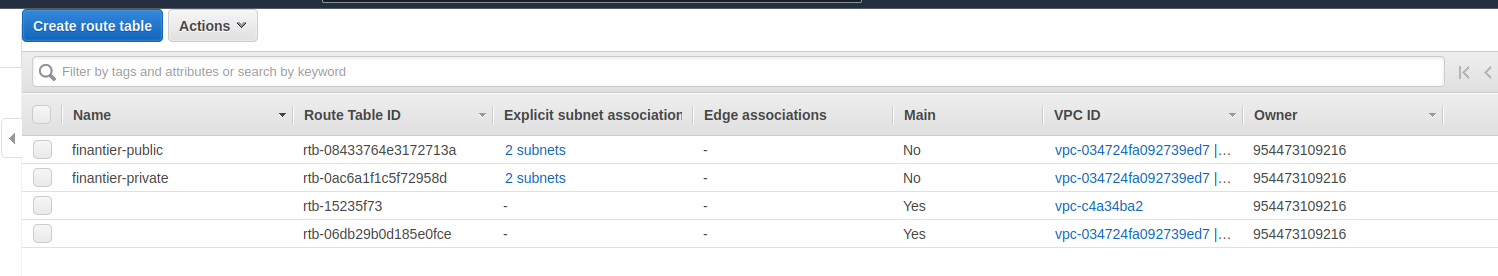 Create route table Actions
Filter by tags and attributes or search by keyword
Name Route Table ID Explicit subnet association Edge associations Main VPC ID Owner
finantier-public rtb-08433764e3172713a 2 subnets - No vpc-034724fa092739ed7 |… 954473109216
finantier-private rtb-0ac6a1f1c5f72958d 2 subnets - No vpc-034724fa092739ed7 |… 954473109216
rtb-15235f73 - - Yes vpc-c4a34ba2 954473109216
rtb-06db29b0d185e0fce - - Yes vpc-034724fa092739ed7 |… 954473109216